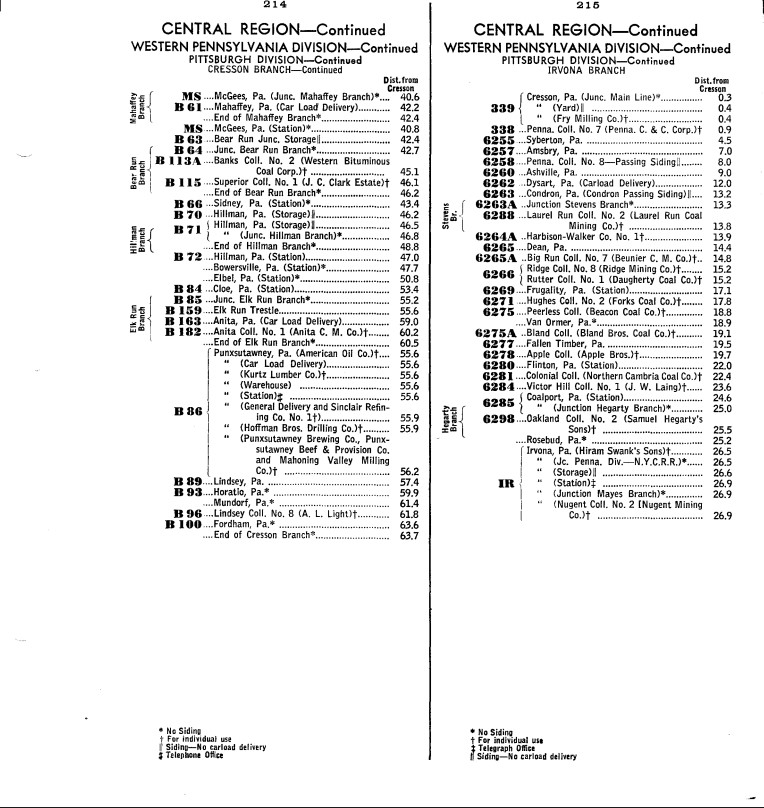 214
CENTRAL REGION—Continued
WESTERN PENNSYLVANIA DIVISION—Continued
PITTSBURGH DIVISION—Continued
CRESSON BRANCH—Continued
Dist. from
Cresson
Mahaffey Branch
MS....McGees, Pa. (Junc. Mahaffey Branch)*.... 40.6
B 61....Mahaffey, Pa. (Car Load Delivery)........... 42.2
....End of Mahaffey Branch*........................ 42.4
MS....McGees, Pa. (Station)*........................... 40.8
B 63....Bear Run Junc. Storage‖........................ 42.4
Bear Run Branch
B 64....Junc. Bear Run Branch*......................... 42.7
B 113A....Banks Coll. No. 2 (Western Bituminous
Coal Corp.)† .............................. 45.1
B 115....Superior Coll. No. 1 (J. C. Clark Estate)† 46.1
....End of Bear Run Branch*........................ 46.2
B 66....Sidney, Pa. (Station)*........................... 43.4
B 70....Hillman, Pa. (Storage)‖......................... 46.2
Hillman Branch
B 71 Hillman, Pa. (Storage)‖......................... 46.5
" (Junc. Hillman Branch)*.............. 46.8
....End of Hillman Branch*......................... 48.8
B 72....Hillman, Pa. (Station)........................... 47.0
....Bowersville, Pa. (Station)*..................... 47.7
....Elbel, Pa. (Station)*............................. 50.8
B 84....Cloe, Pa. (Station)............................... 53.4
Elk Run Branch
B 85....Junc. Elk Run Branch*........................... 55.2
B 159....Elk Run Trestle.................................... 55.6
B 163....Anita, Pa. (Car Load Delivery)................ 59.0
B 182....Anita Coll. No. 1 (Anita C. M. Co.)†........ 60.2
....End of Elk Run Branch*......................... 60.5
B 86 Punxsutawney, Pa. (American Oil Co.)†.... 55.6
" (Car Load Delivery)................... 55.6
" (Kurtz Lumber Co.)†................... 55.6
" (Warehouse) ........................... 55.6
" (Station)‡ .............................. 55.6
" (General Delivery and Sinclair Refin-
ing Co. No. 1†)........................ 55.9
" (Hoffman Bros. Drilling Co.)†......... 55.9
" (Punxsutawney Brewing Co., Punx-
sutawney Beef & Provision Co.
and Mahoning Valley Milling
Co.)† .................................. 56.2
B 89....Lindsey, Pa. ...................................... 57.4
B 93....Horatio, Pa.* .................................... 59.9
....Mundorf, Pa.* ................................... 61.4
B 96....Lindsey Coll. No. 8 (A. L. Light)†........... 61.8
B 100....Fordham, Pa.* ................................... 63.6
....End of Cresson Branch*......................... 63.7
* No Siding
† For individual use
‖ Siding—No carload delivery
‡ Telephone Office
215
CENTRAL REGION—Continued
WESTERN PENNSYLVANIA DIVISION—Continued
PITTSBURGH DIVISION—Continued
IRVONA BRANCH
Dist. from
Cresson
339 Cresson, Pa. (Junc. Main Line)*............... 0.3
" (Yard)‖ ................................. 0.4
" (Fry Milling Co.)†..................... 0.4
338....Penna. Coll. No. 7 (Penna. C. & C. Corp.)† 0.9
6255....Syberton, Pa. .................................... 4.5
6257....Amsbry, Pa. ...................................... 7.0
6258....Penna. Coll. No. 8—Passing Siding‖........ 8.0
6260....Ashville, Pa. ..................................... 9.0
6262....Dysart, Pa. (Carload Delivery)................ 12.0
6263....Condron, Pa. (Condron Passing Siding)‖.... 13.2
Stevens Br.
6263A..Junction Stevens Branch*...................... 13.3
6288....Laurel Run Coll. No. 2 (Laurel Run Coal
Mining Co.)† .......................... 13.8
6264A..Harbison-Walker Co. No. 1†.................. 13.9
6265....Dean, Pa. ........................................ 14.4
6265A..Big Run Coll. No. 7 (Beunier C. M. Co.)†.. 14.8
6266 Ridge Coll. No. 8 (Ridge Mining Co.)†....... 15.2
Rutter Coll. No. 1 (Daugherty Coal Co.)† 15.2
6269....Frugality, Pa. (Station)......................... 17.1
6271....Hughes Coll. No. 2 (Forks Coal Co.)†....... 17.8
6275....Peerless Coll. (Beacon Coal Co.)†............ 18.8
....Van Ormer, Pa.*................................. 18.9
6275A..Bland Coll. (Bland Bros. Coal Co.)†......... 19.1
6277....Fallen Timber, Pa. .............................. 19.5
6278....Apple Coll. (Apple Bros.)†..................... 19.7
6280....Flinton, Pa. (Station)........................... 22.0
6281....Colonial Coll. (Northern Cambria Coal Co.)† 22.4
6284....Victor Hill Coll. No. 1 (J. W. Laing)†...... 23.6
Hegarty Branch
6285 Coalport, Pa. (Station).......................... 24.6
" (Junction Hegarty Branch)*........... 25.0
6298....Oakland Coll. No. 2 (Samuel Hegarty's
Sons)† .................................. 25.5
....Rosebud, Pa.* ................................... 25.2
IR Irvona, Pa. (Hiram Swank's Sons)†........... 26.5
" (Jc. Penna. Div.—N.Y.C.R.R.)*...... 26.5
" (Storage)‖ .............................. 26.6
" (Station)‡ .............................. 26.9
" (Junction Mayes Branch)*............. 26.9
" (Nugent Coll. No. 2 [Nugent Mining
Co.)† ................................... 26.9
* No Siding
† For individual use
‡ Telegraph Office
‖ Siding—No carload delivery